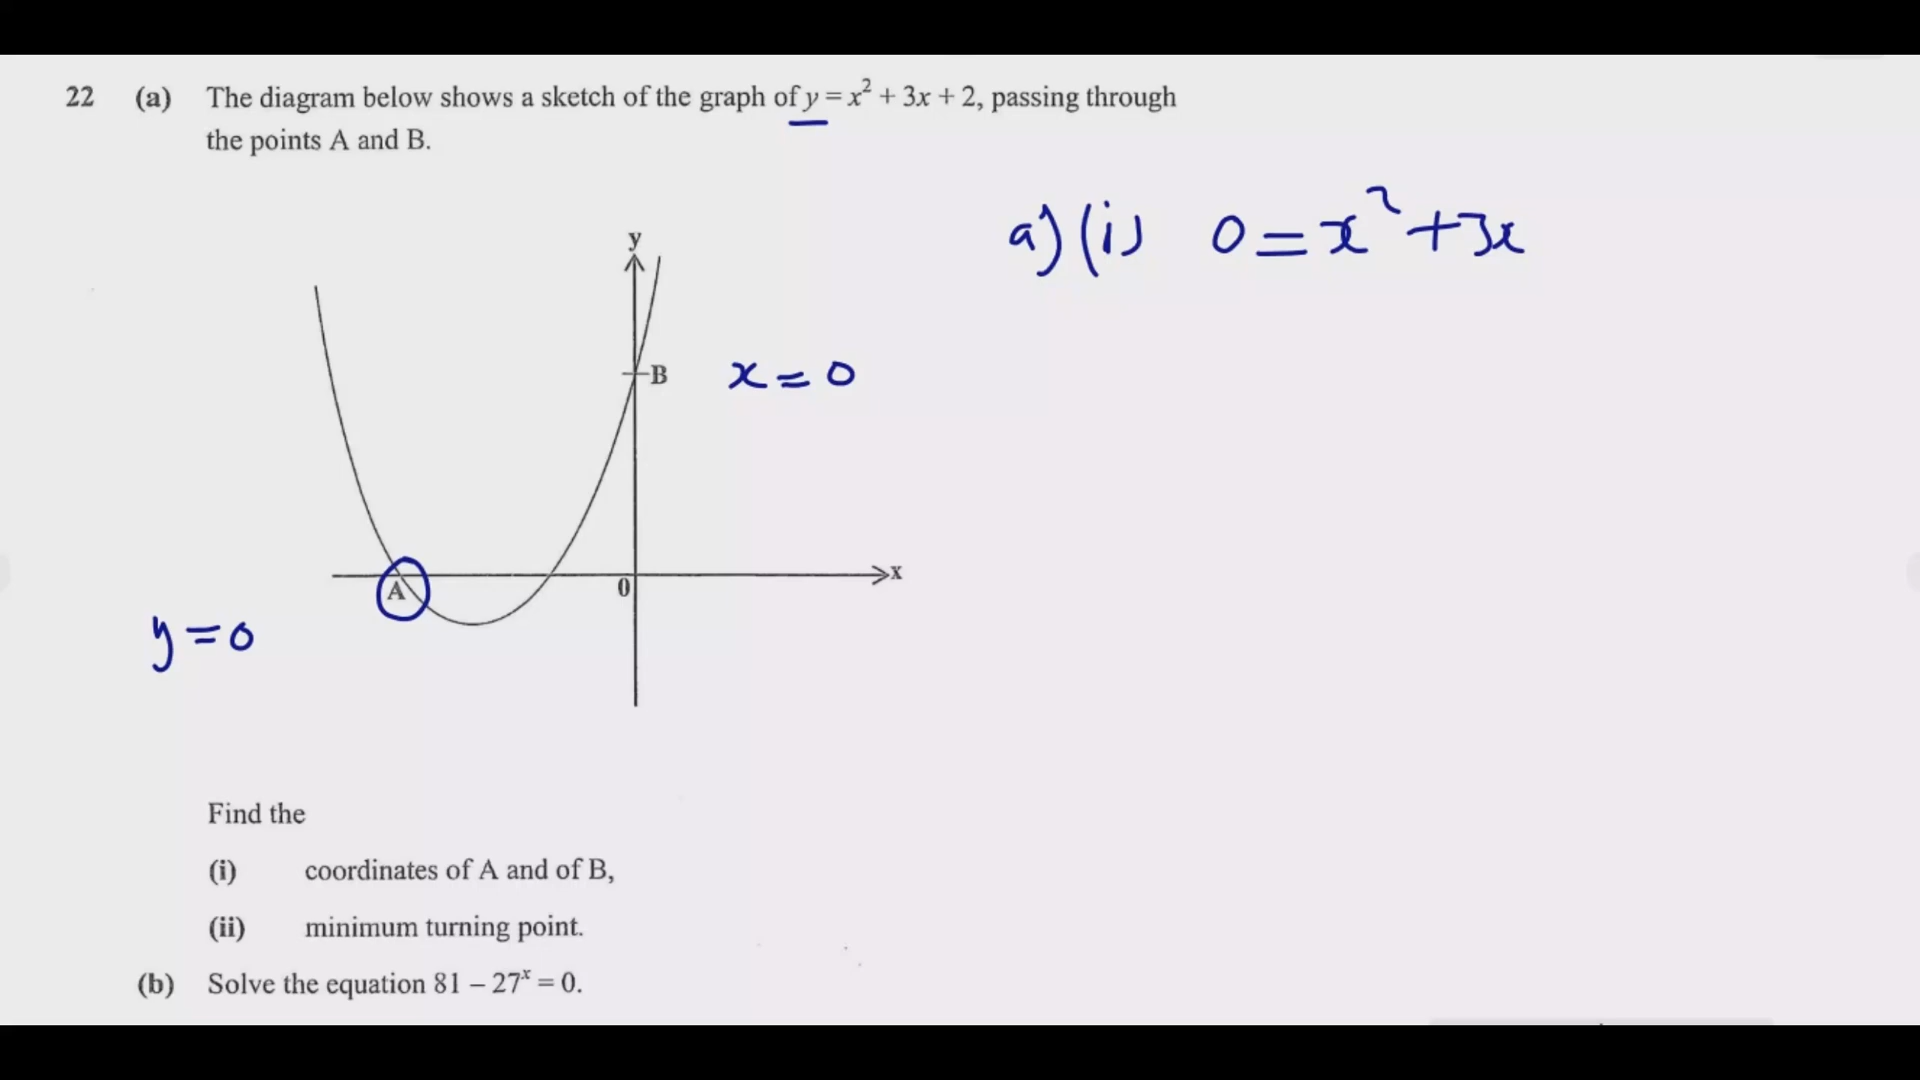 22 (a) The diagram below shows a sketch of the graph of y = x² + 3x + 2, passing through
the points A and B.
a) (i) 0 = x² + 3x
y
B
x = 0
A
0
x
y = 0
Find the
(i) coordinates of A and of B,
(ii) minimum turning point.
(b) Solve the equation 81 – 27ˣ = 0.